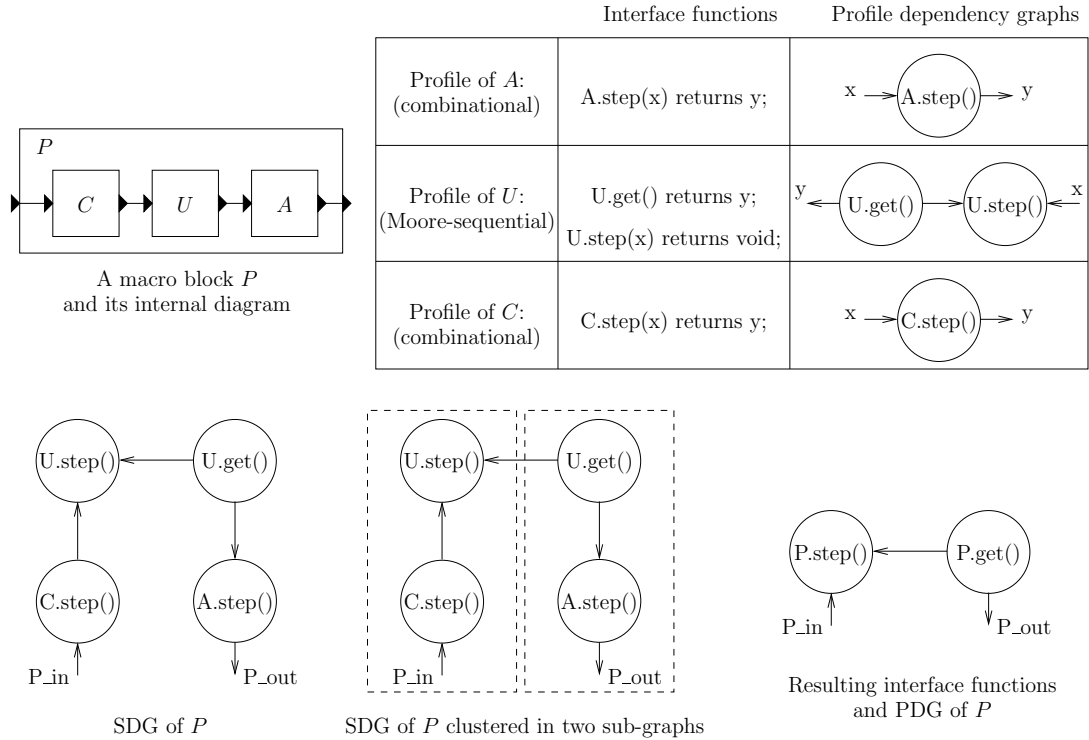 Interface functions
Profile dependency graphs
Profile of A:
(combinational)
A.step(x) returns y;
x
A.step()
y
P
C
U
A
A macro block P
and its internal diagram
Profile of U:
(Moore-sequential)
U.get() returns y;
U.step(x) returns void;
y
U.get()
U.step()
x
Profile of C:
(combinational)
C.step(x) returns y;
x
C.step()
y
U.step()
U.get()
C.step()
A.step()
P_in
P_out
SDG of P
U.step()
U.get()
C.step()
A.step()
P_in
P_out
SDG of P clustered in two sub-graphs
P.step()
P.get()
P_in
P_out
Resulting interface functions
and PDG of P